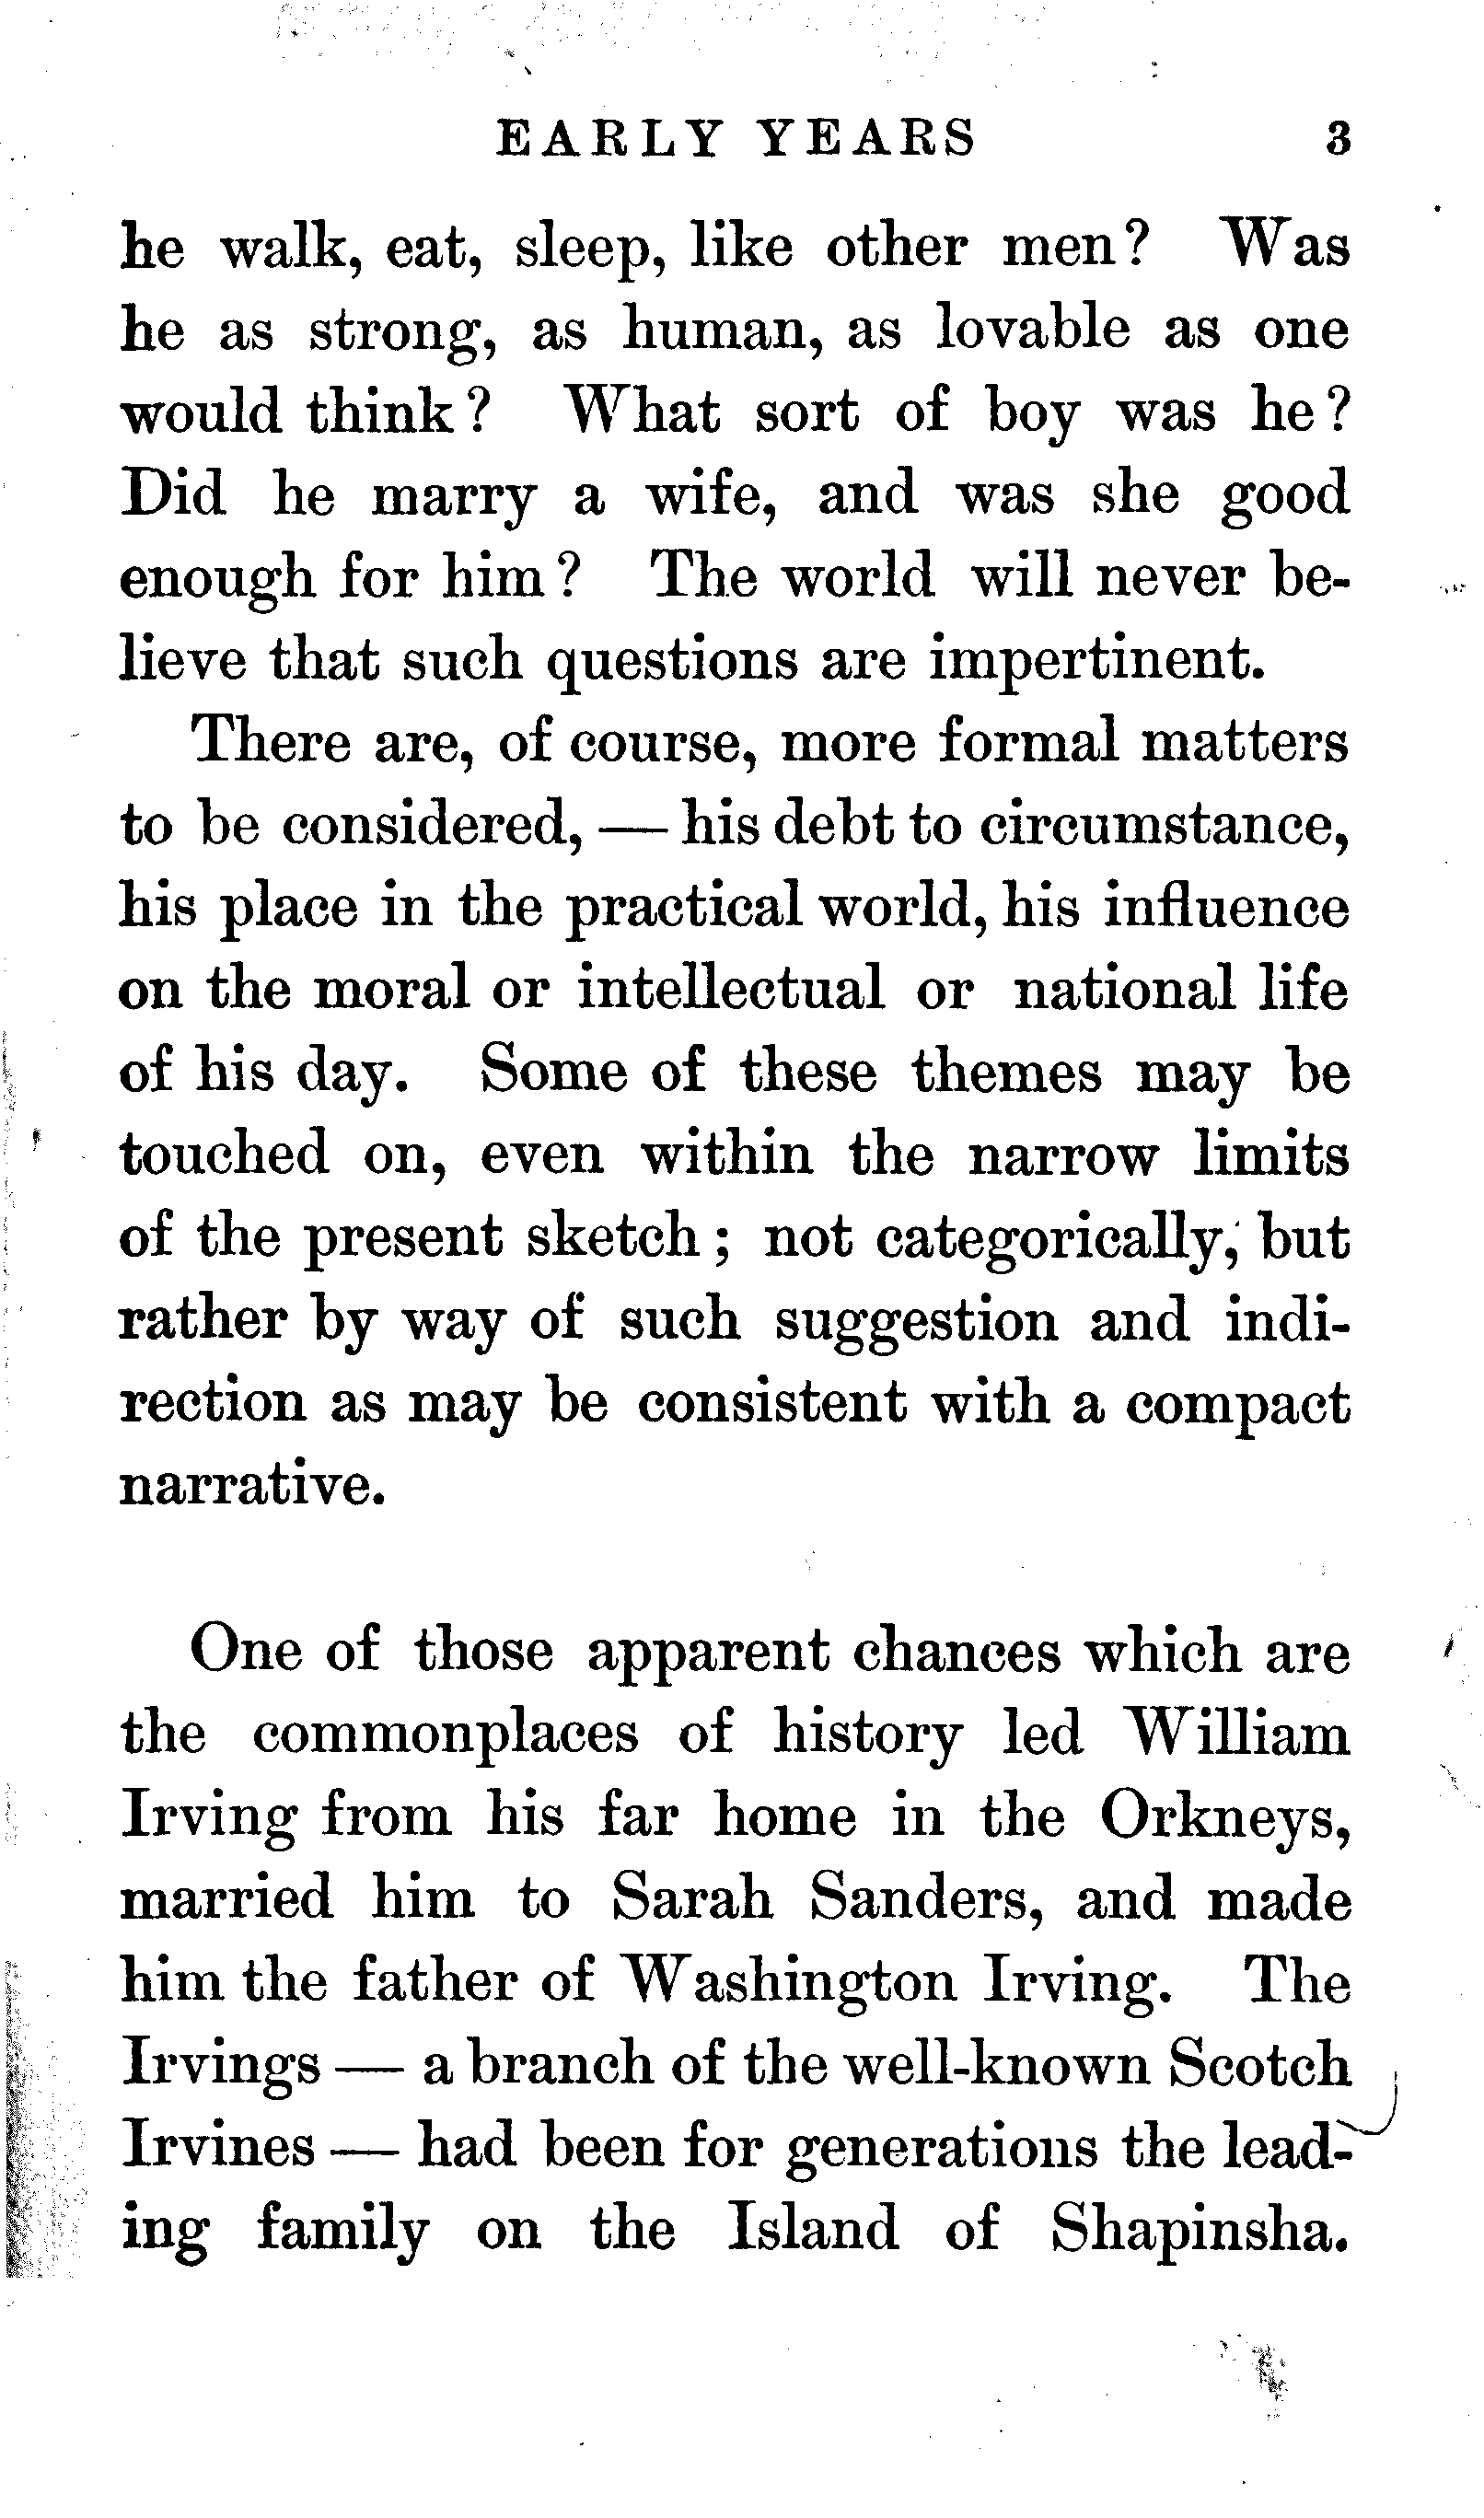 EARLY YEARS 3
he walk, eat, sleep, like other men? Was
he as strong, as human, as lovable as one
would think? What sort of boy was he?
Did he marry a wife, and was she good
enough for him? The world will never be-
lieve that such questions are impertinent.
There are, of course, more formal matters
to be considered, — his debt to circumstance,
his place in the practical world, his influence
on the moral or intellectual or national life
of his day. Some of these themes may be
touched on, even within the narrow limits
of the present sketch; not categorically, but
rather by way of such suggestion and indi-
rection as may be consistent with a compact
narrative.
One of those apparent chances which are
the commonplaces of history led William
Irving from his far home in the Orkneys,
married him to Sarah Sanders, and made
him the father of Washington Irving. The
Irvings — a branch of the well-known Scotch
Irvines — had been for generations the lead-
ing family on the Island of Shapinsha.